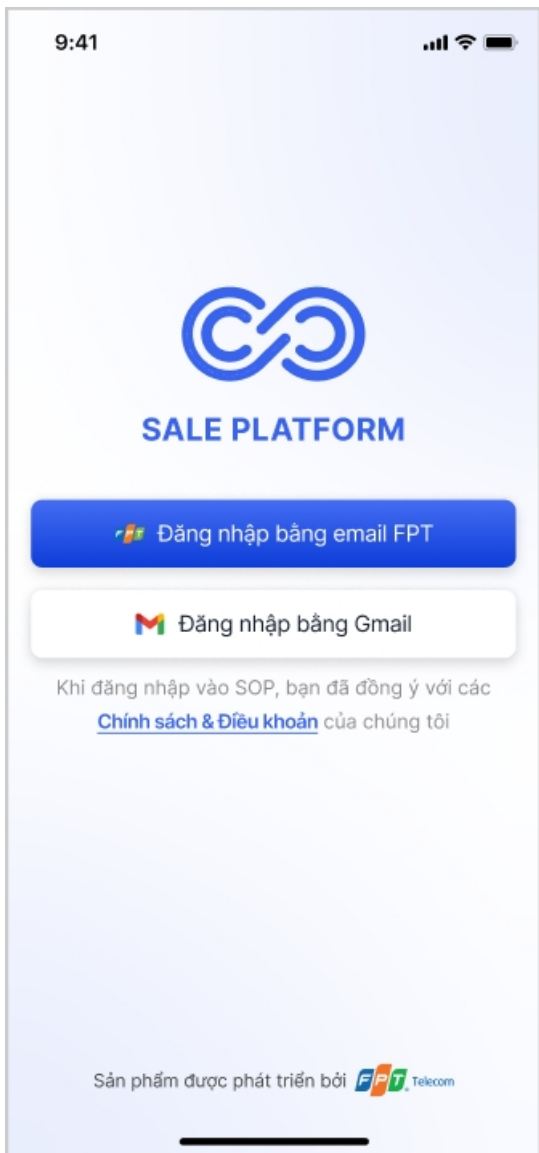 9:41
SALE PLATFORM
FPT Đăng nhập bằng email FPT
Đăng nhập bằng Gmail
Khi đăng nhập vào SOP, bạn đã đồng ý với các
Chính sách & Điều khoản của chúng tôi
Sản phẩm được phát triển bởi FPT Telecom